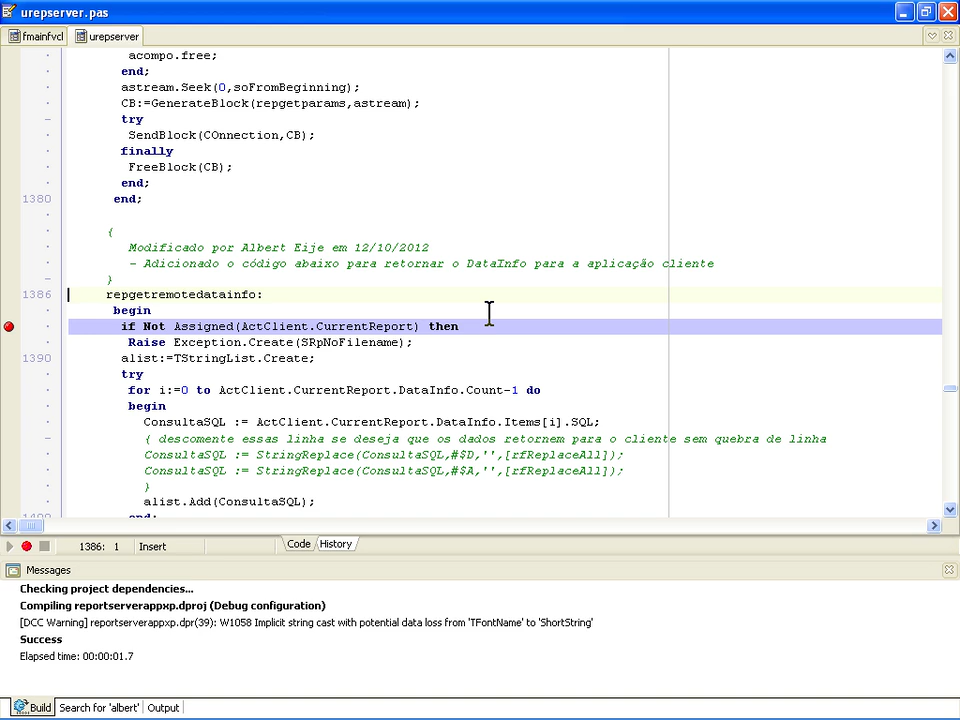 urepserver.pas
fmainfvcl
urepserver
acompo.free;
end;
astream.Seek(0,soFromBeginning);
CB:=GenerateBlock(repgetparams,astream);
try
SendBlock(COnnection,CB);
finally
FreeBlock(CB);
end;
1380 end;
{
Modificado por Albert Eije em 12/10/2012
- Adicionado o código abaixo para retornar o DataInfo para a aplicação cliente
}
1386 repgetremotedatainfo:
begin
if Not Assigned(ActClient.CurrentReport) then
Raise Exception.Create(SRpNoFilename);
1390 alist:=TStringList.Create;
try
for i:=0 to ActClient.CurrentReport.DataInfo.Count-1 do
begin
ConsultaSQL := ActClient.CurrentReport.DataInfo.Items[i].SQL;
{ descomente essas linha se deseja que os dados retornem para o cliente sem quebra de linha
ConsultaSQL := StringReplace(ConsultaSQL,#$D,'',[rfReplaceAll]);
ConsultaSQL := StringReplace(ConsultaSQL,#$A,'',[rfReplaceAll]);
}
alist.Add(ConsultaSQL);
1400 end;
1386: 1 Insert Code History
Messages
Checking project dependencies...
Compiling reportserverappxp.dproj (Debug configuration)
[DCC Warning] reportserverappxp.dpr(39): W1058 Implicit string cast with potential data loss from 'TFontName' to 'ShortString'
Success
Elapsed time: 00:00:01.7
Build Search for 'albert' Output